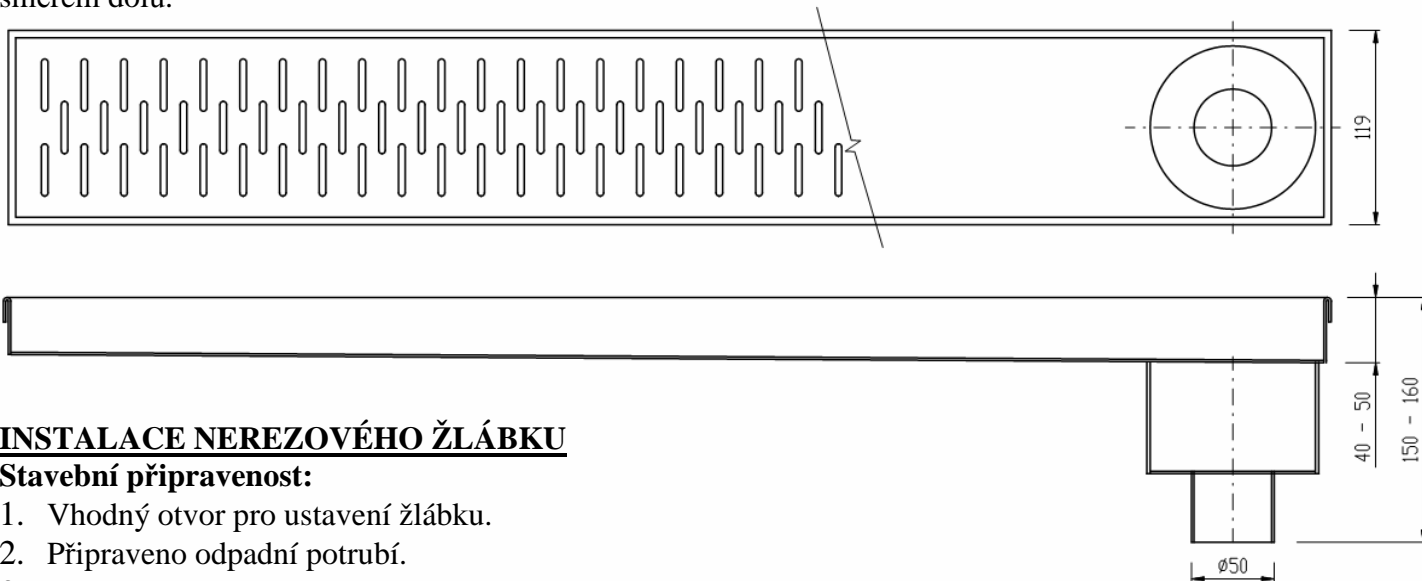 směrem dolů.
119
40 - 50
150 - 160
ø50
INSTALACE NEREZOVÉHO ŽLÁBKU
Stavební připravenost:
1. Vhodný otvor pro ustavení žlábku.
2. Připraveno odpadní potrubí.